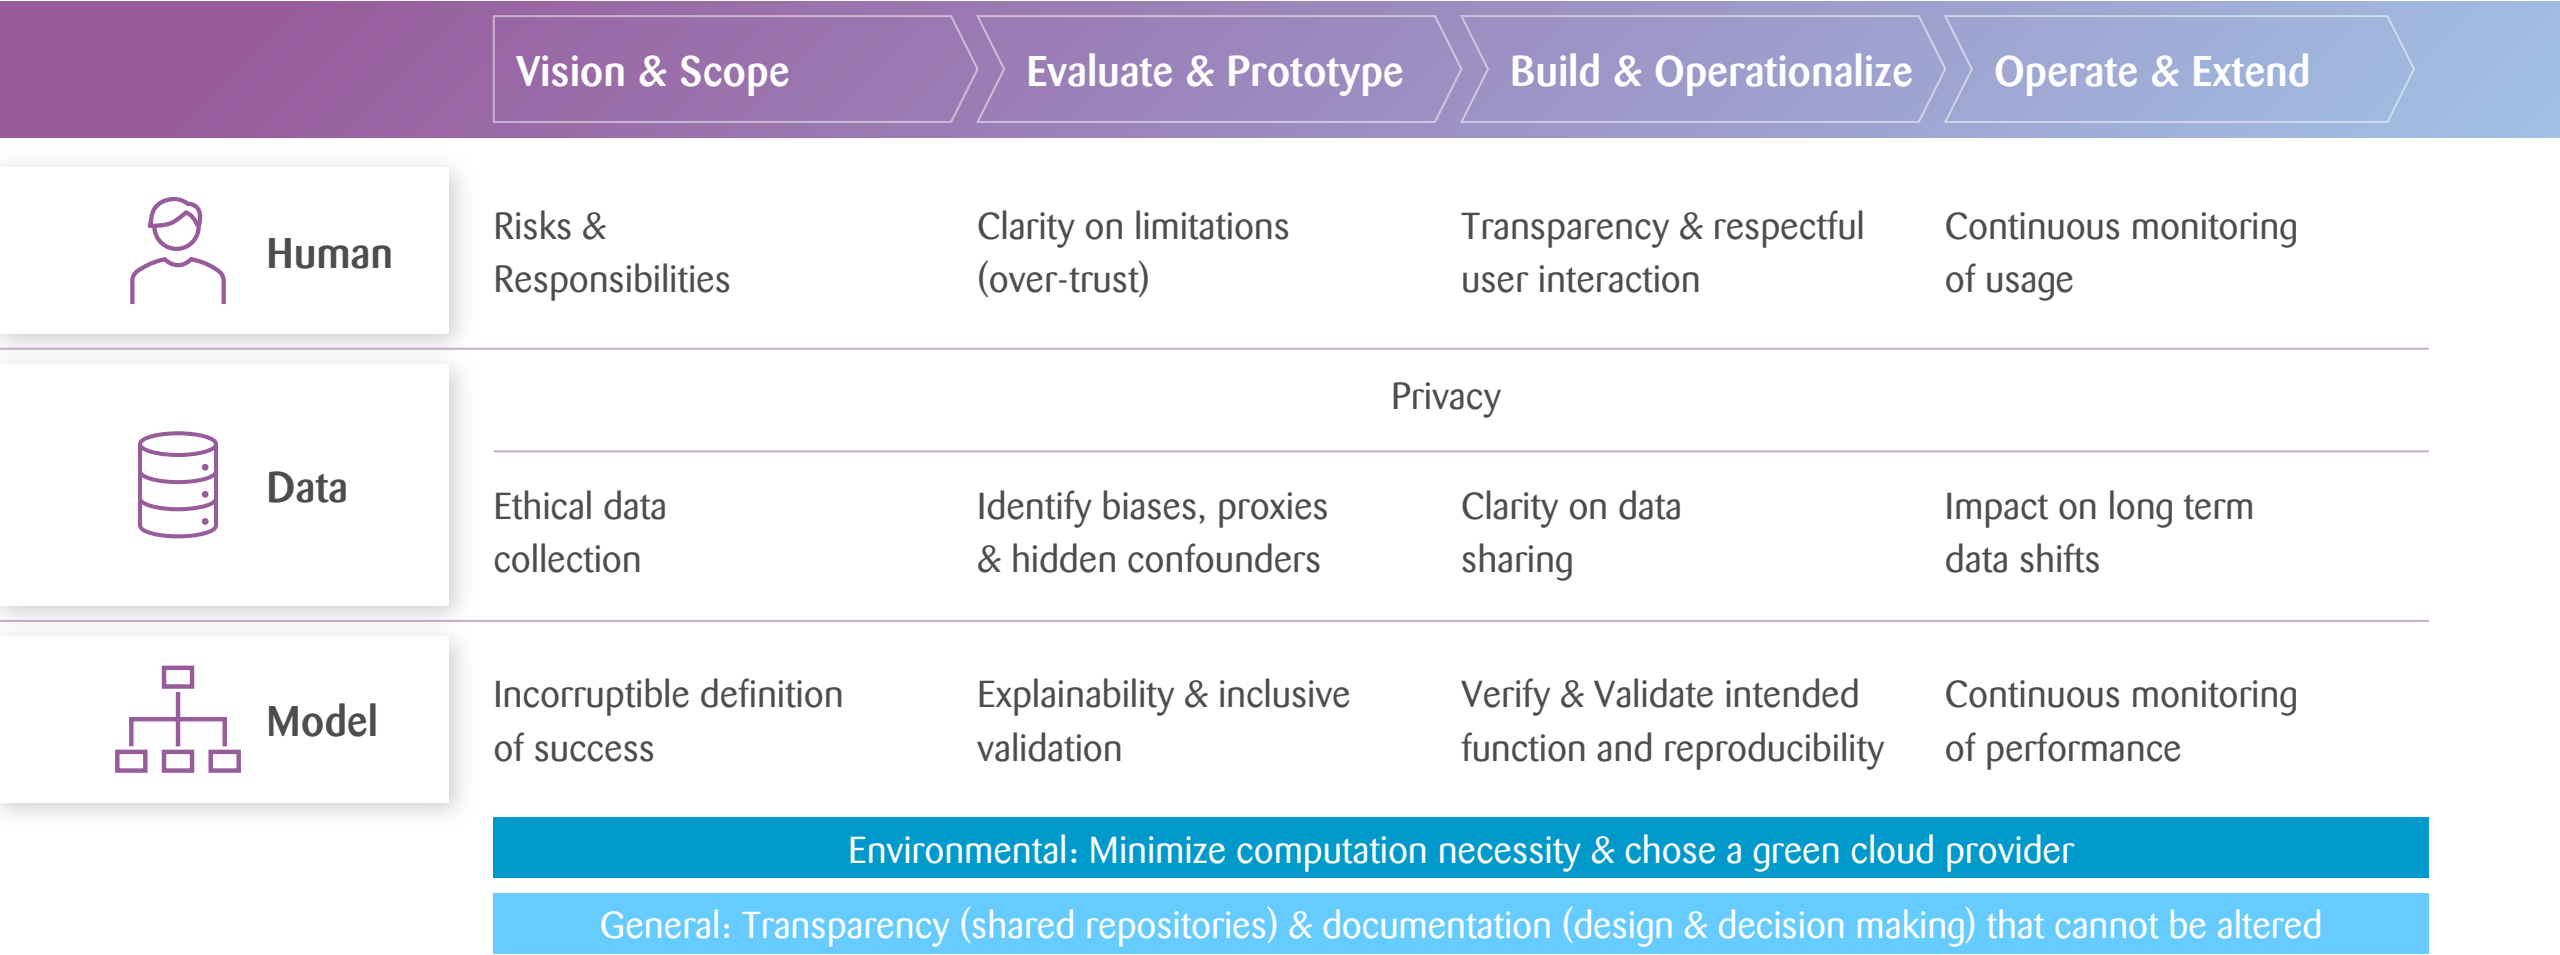 Vision & Scope
Evaluate & Prototype
Build & Operationalize
Operate & Extend
Human
Risks &
Responsibilities
Clarity on limitations
(over-trust)
Transparency & respectful
user interaction
Continuous monitoring
of usage
Data
Privacy
Ethical data
collection
Identify biases, proxies
& hidden confounders
Clarity on data
sharing
Impact on long term
data shifts
Model
Incorruptible definition
of success
Explainability & inclusive
validation
Verify & Validate intended
function and reproducibility
Continuous monitoring
of performance
Environmental: Minimize computation necessity & chose a green cloud provider
General: Transparency (shared repositories) & documentation (design & decision making) that cannot be altered